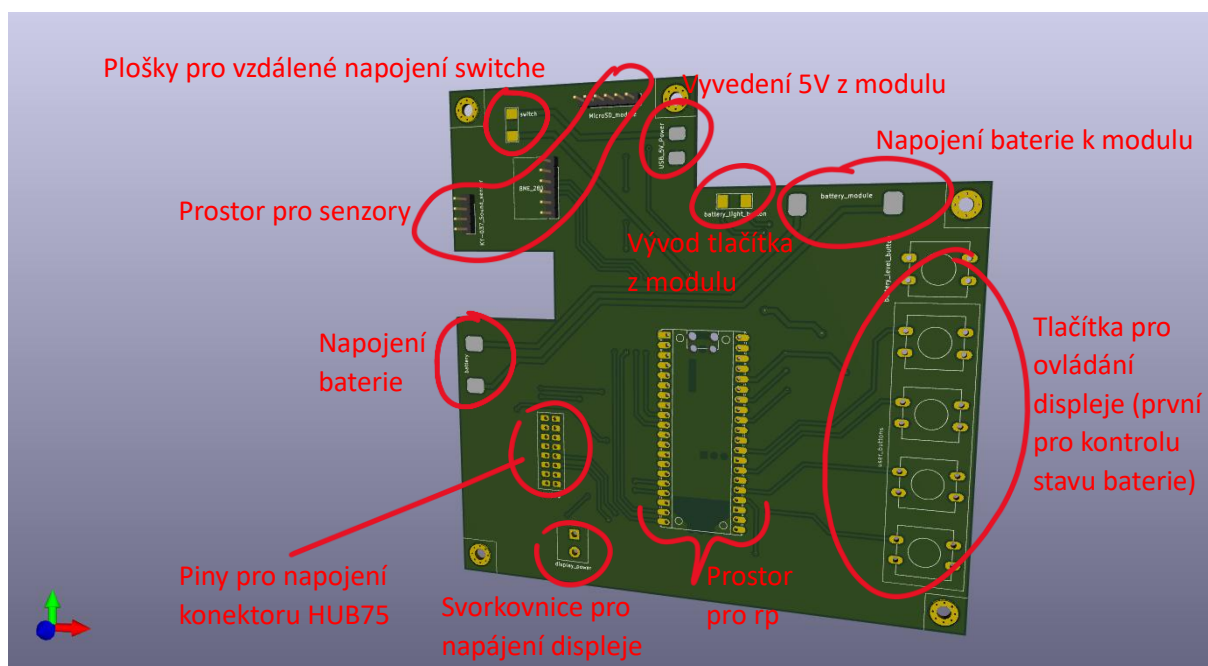 Plošky pro vzdálené napojení switche
Vyvedení 5V z modulu
Napojení baterie k modulu
switch
MicroSD_module
USB_5V_Power
BME_280
Prostor pro senzory
KY-037_Sound_sensor
battery_light_button
battery_module
Vývod tlačítka
z modulu
battery_level_button
Napojení
baterie
battery
Tlačítka pro
ovládání
displeje (první
pro kontrolu
stavu baterie)
user_buttons
display_power
Piny pro napojení
konektoru HUB75
Svorkovnice pro
napájení displeje
Prostor
pro rp